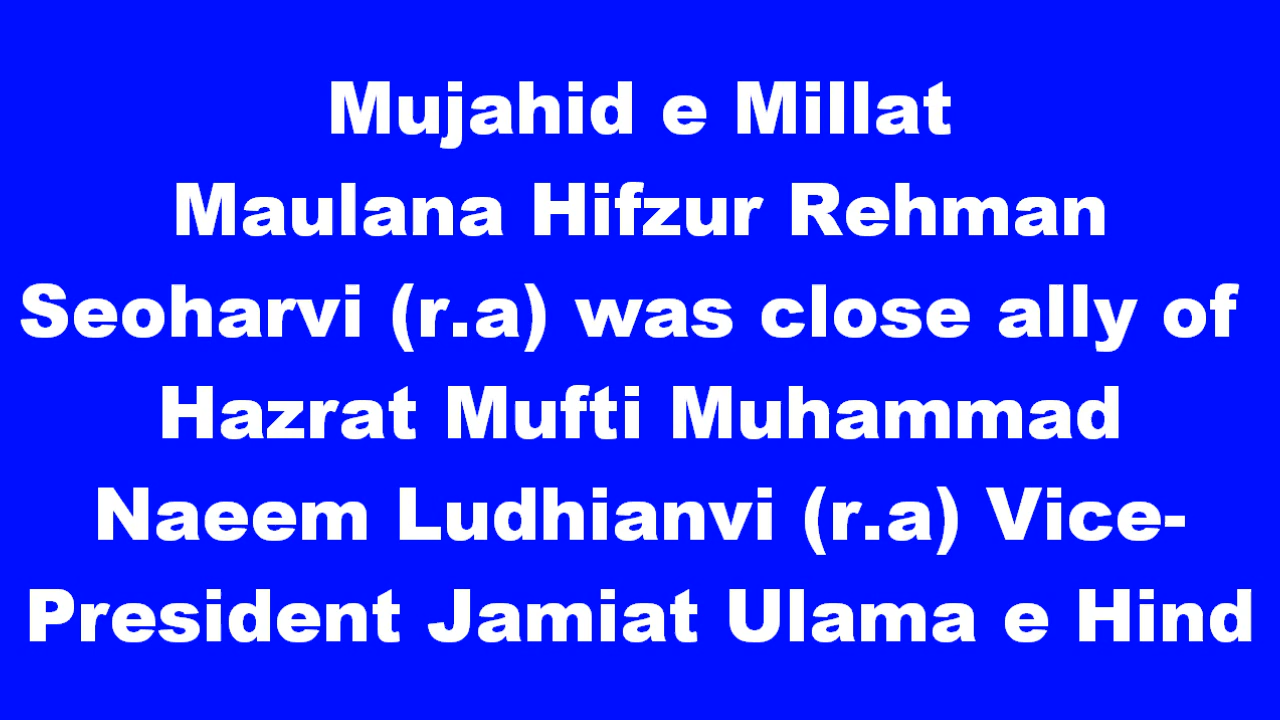 Mujahid e Millat
Maulana Hifzur Rehman
Seoharvi (r.a) was close ally of
Hazrat Mufti Muhammad
Naeem Ludhianvi (r.a) Vice-
President Jamiat Ulama e Hind